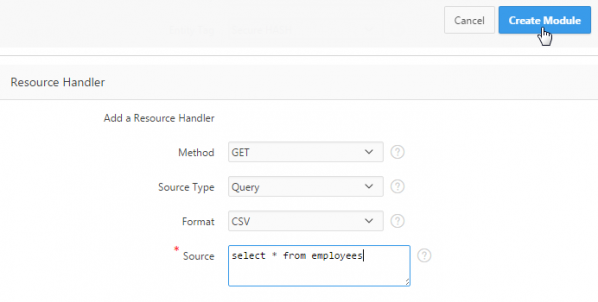 Cancel Create Module
Resource Handler
Add a Resource Handler
Method GET ?
Source Type Query ?
Format CSV ?
* Source select * from employees ?